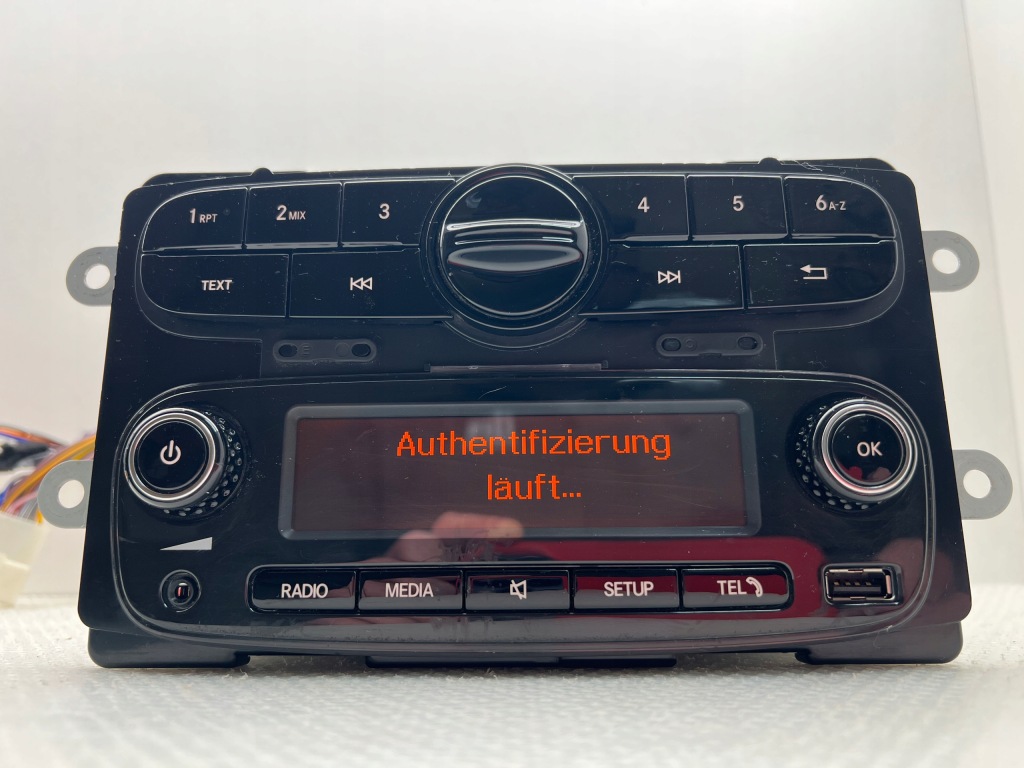 1 RPT 2 MIX 3 4 5 6 A-Z
TEXT
Authentifizierung
läuft...
OK
RADIO MEDIA SETUP TEL